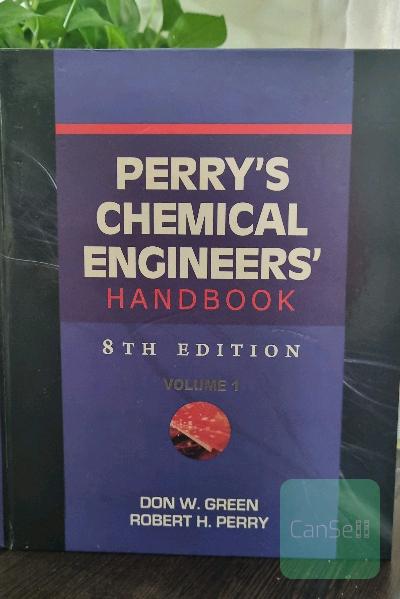 PERRY'S
CHEMICAL
ENGINEERS'
HANDBOOK
8TH EDITION
VOLUME 1
DON W. GREEN
ROBERT H. PERRY
CanSell